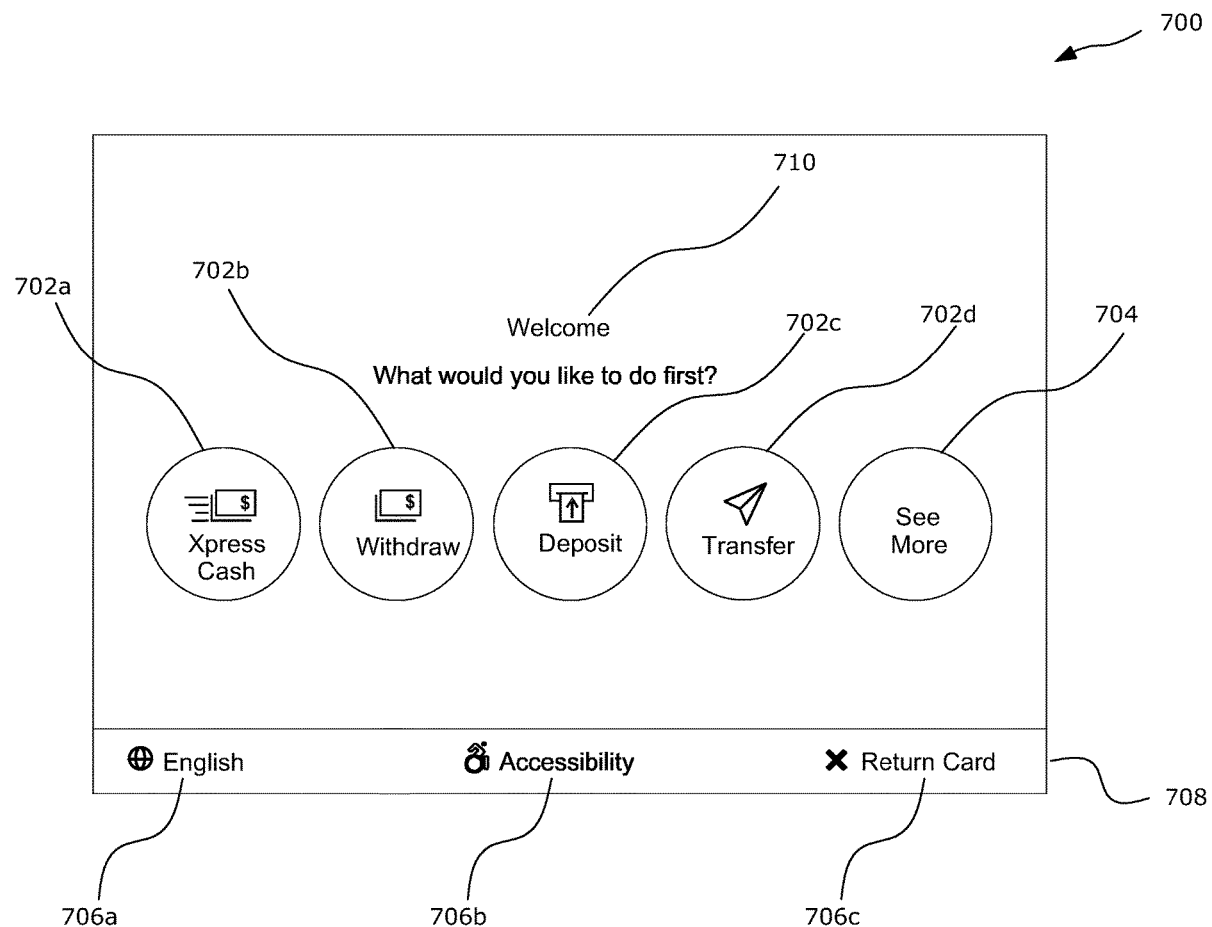 700
710
702b
702a
702c
702d
704
Welcome
What would you like to do first?
$
Xpress
Cash
$
Withdraw
Deposit
Transfer
See
More
English
Accessibility
Return Card
708
706a
706b
706c